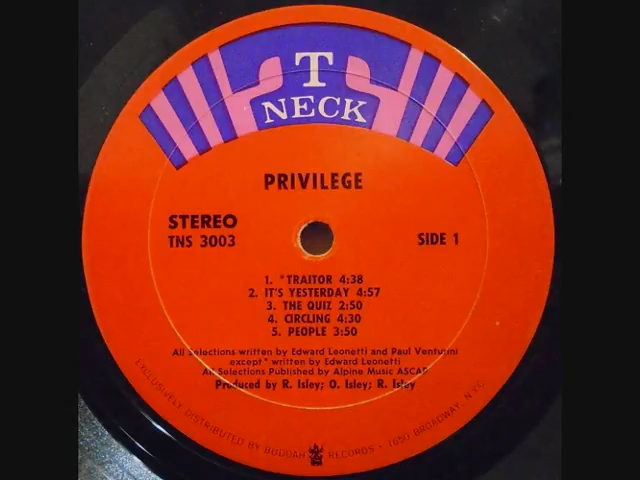 T
NECK
PRIVILEGE
STEREO
TNS 3003
SIDE 1
1. *TRAITOR 4:38
2. IT'S YESTERDAY 4:57
3. THE QUIZ 2:50
4. CIRCLING 4:30
5. PEOPLE 3:50
All Selections written by Edward Leonetti and Paul Venturini
except* written by Edward Leonetti
All Selections Published by Alpine Music ASCAP
Produced by R. Isley; O. Isley; R. Isley
EXCLUSIVELY DISTRIBUTED BY BUDDAH RECORDS • 1650 BROADWAY, N.Y.C.